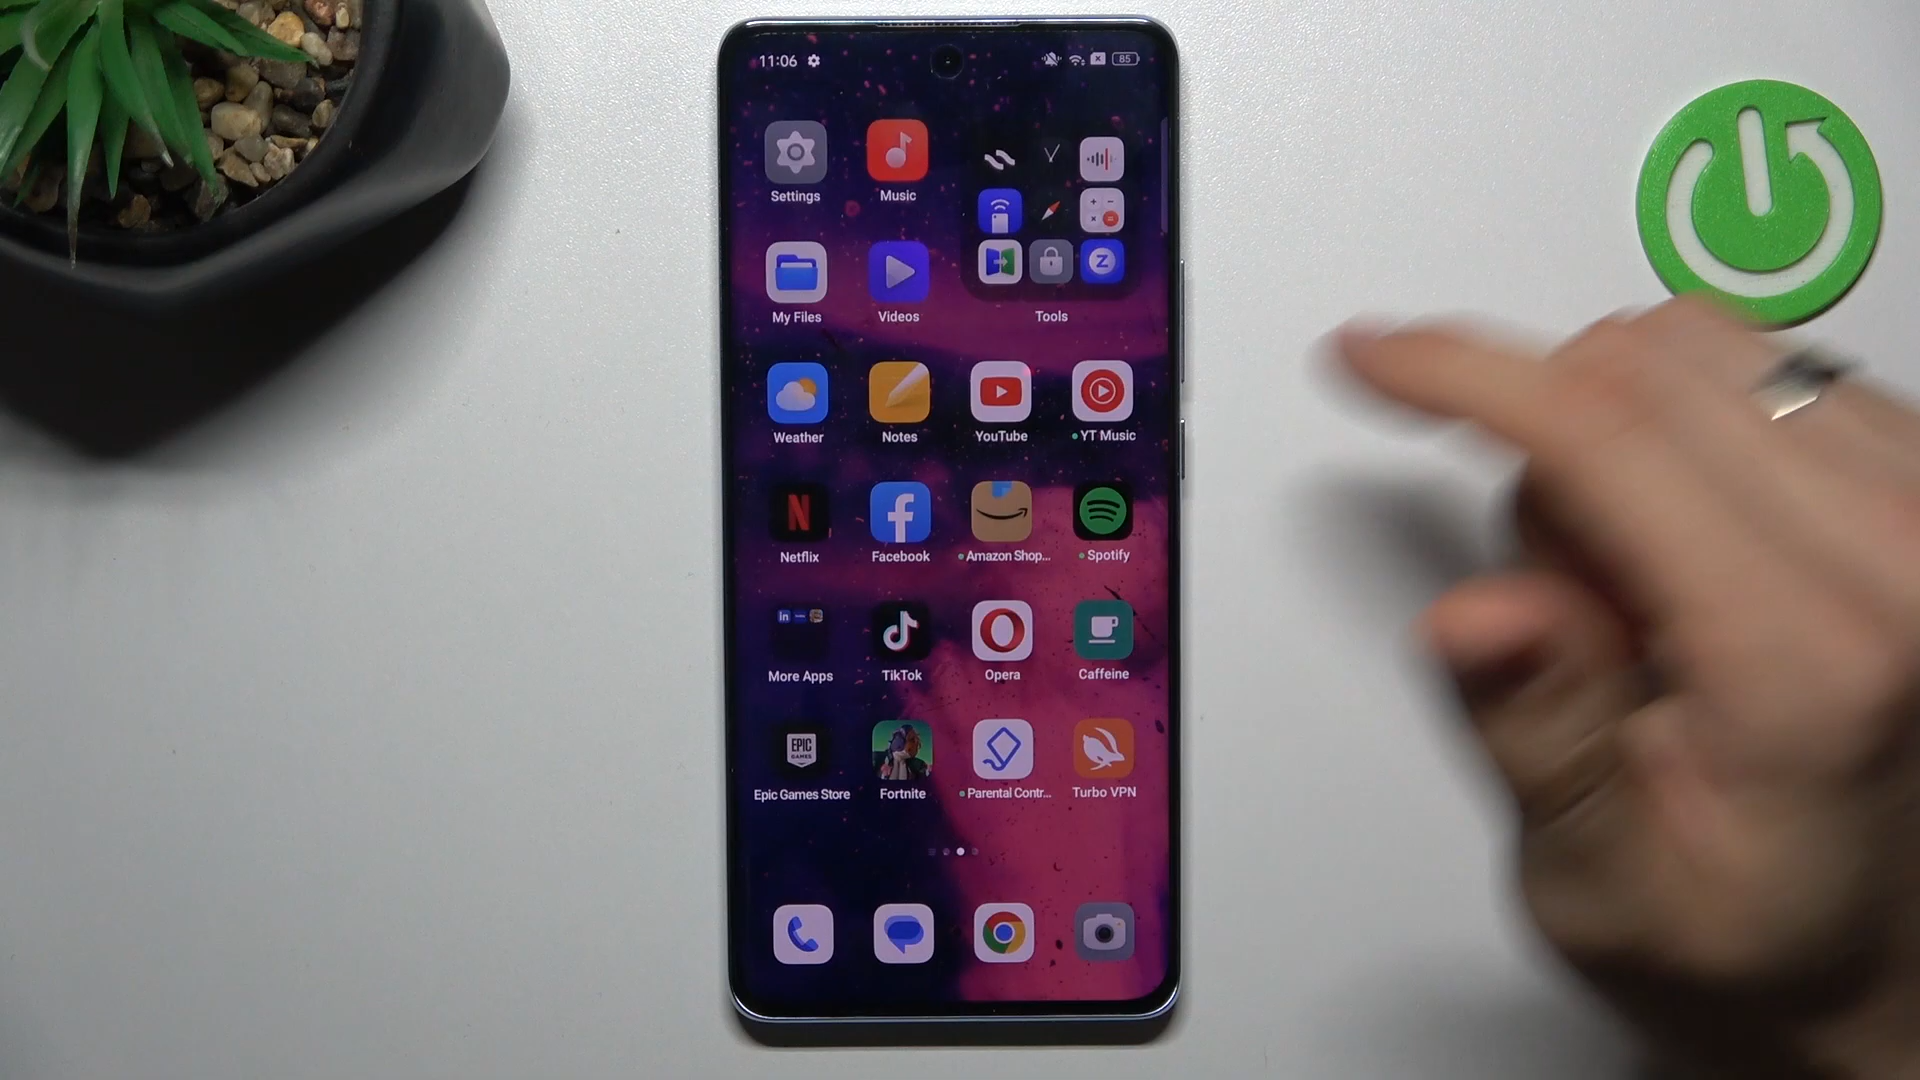 11:06
85
Settings
Music
My Files
Videos
Tools
Weather
Notes
YouTube
YT Music
Netflix
Facebook
Amazon Shop...
Spotify
More Apps
TikTok
Opera
Caffeine
EPIC
GAMES
Epic Games Store
Fortnite
Parental Contr...
Turbo VPN